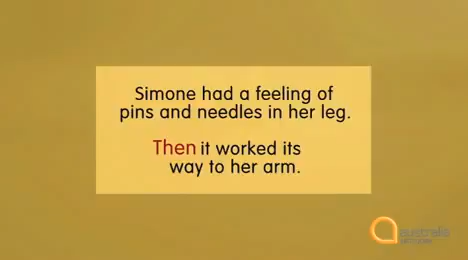 Simone had a feeling of
pins and needles in her leg.
Then it worked its
way to her arm.
australia